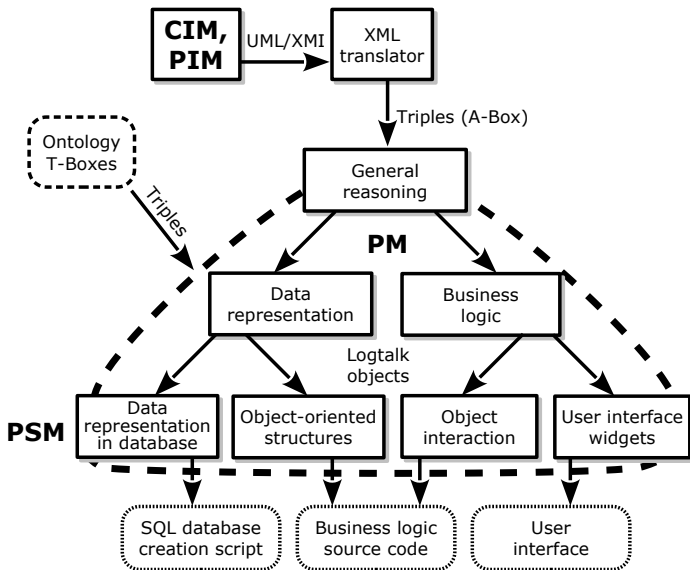 CIM,
PIM
UML/XMI
XML
translator
Triples (A-Box)
Ontology
T-Boxes
General
reasoning
Triples
PM
Data
representation
Business
logic
Logtalk
objects
PSM
Data
representation
in database
Object-oriented
structures
Object
interaction
User interface
widgets
SQL database
creation script
Business logic
source code
User
interface